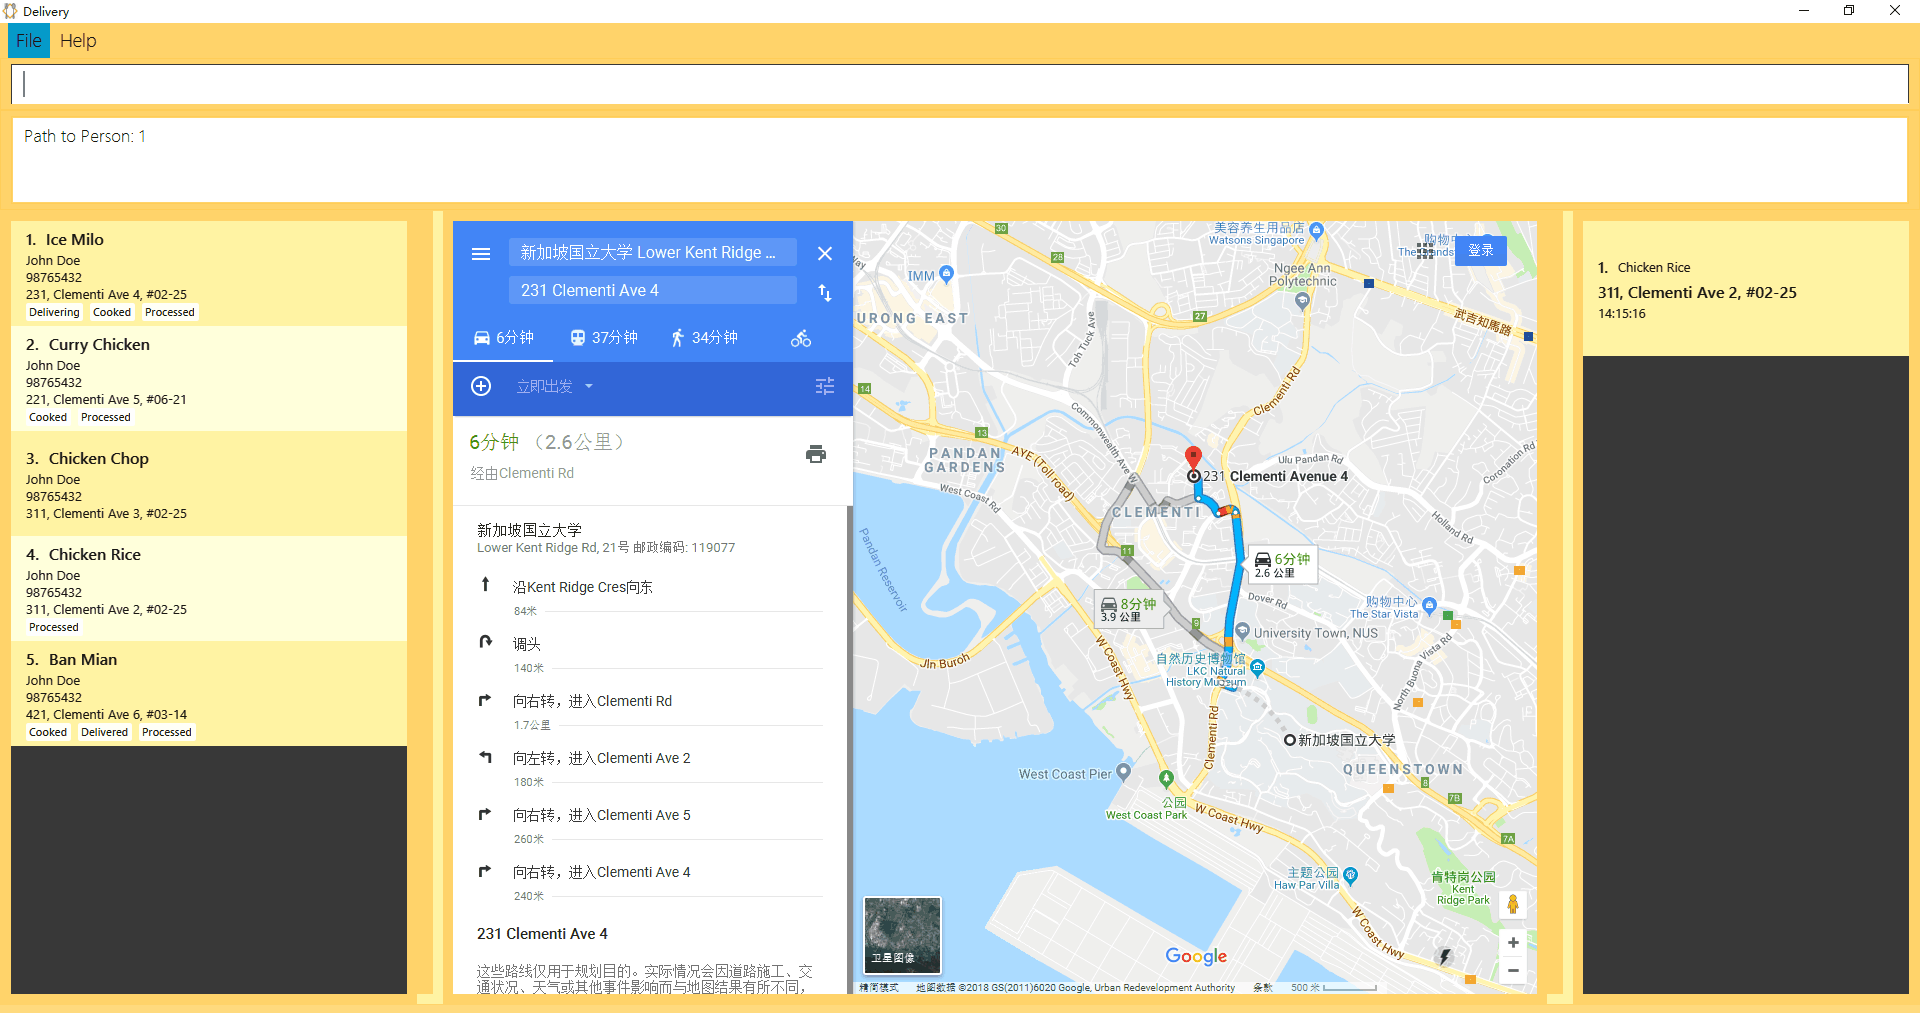 Delivery
File Help
Path to Person: 1
1. Ice Milo
John Doe
98765432
231, Clementi Ave 4, #02-25
Delivering Cooked Processed
2. Curry Chicken
John Doe
98765432
221, Clementi Ave 5, #06-21
Cooked Processed
3. Chicken Chop
John Doe
98765432
311, Clementi Ave 3, #02-25
4. Chicken Rice
John Doe
98765432
311, Clementi Ave 2, #02-25
Processed
5. Ban Mian
John Doe
98765432
421, Clementi Ave 6, #03-14
Cooked Delivered Processed
新加坡国立大学 Lower Kent Ridge ...
231 Clementi Ave 4
6分钟 37分钟 34分钟
立即出发
6分钟 （2.6公里）
经由Clementi Rd
新加坡国立大学
Lower Kent Ridge Rd, 21号 邮政编码: 119077
沿Kent Ridge Cres向东
84米
调头
140米
向右转，进入Clementi Rd
1.7公里
向左转，进入Clementi Ave 2
180米
向右转，进入Clementi Ave 5
260米
向右转，进入Clementi Ave 4
240米
231 Clementi Ave 4
这些路线仅用于规划目的。实际情况会因道路施工、交
通状况、天气或其他事件影响而与地图结果有所不同，
30
美容养生用品店
Watsons Singapore
购物中心
登录
28
IMM
Ngee Ann
Polytechnic
URONG EAST
27
武吉知馬路
Toh Tuck Ave
14
Clementi Rd
Commonwealth Ave W
13
PANDAN
GARDENS
AYE (Toll road)
Ulu Pandan Rd
Coronation Rd
231 Clementi Avenue 4
West Coast Rd
CLEMENTI
Holland Rd
Pandan Reservoir
11
6分钟
2.6 公里
8分钟
3.9 公里
Dover Rd
购物中心
The Star Vista
9
University Town, NUS
自然历史博物馆
LKC Natural
History Museum
Jln Buroh
W Coast Hwy
North Buona Vista Rd
Clementi Rd
新加坡国立大学
West Coast Pier
QUEENSTOWN
8
7B
公园
West Coast Park
W Coast Hwy
7A
主题公园
Haw Par Villa
肯特岗公园
Kent
Ridge Park
W Coast Hwy
卫星图像
Google
精简模式 地图数据 ©2018 GS(2011)6020 Google, Urban Redevelopment Authority 条款 500 米
1. Chicken Rice
311, Clementi Ave 2, #02-25
14:15:16